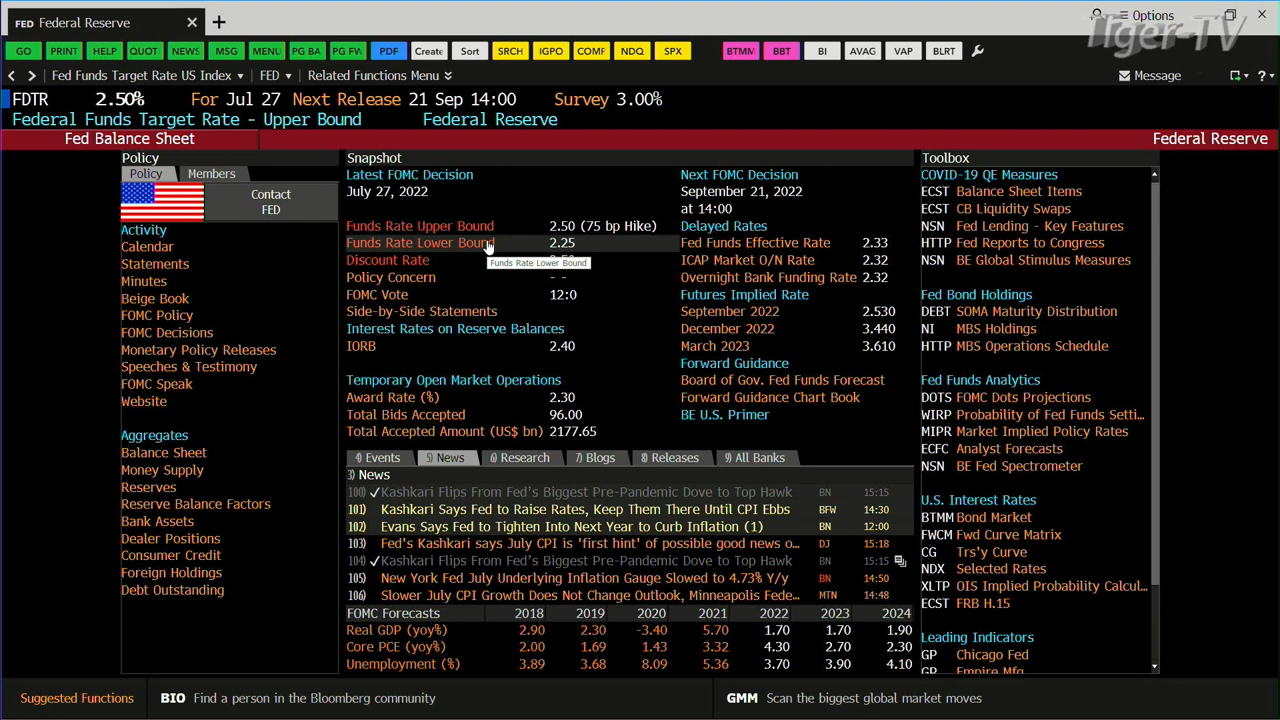 FED Federal Reserve
Options
Tiger-TV
GO PRINT HELP QUOT NEWS MSG MENU PG BA PG FW PDF Create Sort SRCH IGPO COMF NDQ SPX BTMM BBT BI AVAG VAP BLRT
Fed Funds Target Rate US Index FED Related Functions Menu Message
FDTR 2.50% For Jul 27 Next Release 21 Sep 14:00 Survey 3.00%
Federal Funds Target Rate - Upper Bound Federal Reserve
Fed Balance Sheet Federal Reserve
Policy
Policy Members
Contact
FED
Activity
Calendar
Statements
Minutes
Beige Book
FOMC Policy
FOMC Decisions
Monetary Policy Releases
Speeches & Testimony
FOMC Speak
Website
Aggregates
Balance Sheet
Money Supply
Reserves
Reserve Balance Factors
Bank Assets
Dealer Positions
Consumer Credit
Foreign Holdings
Debt Outstanding
Snapshot
Latest FOMC Decision
July 27, 2022
Funds Rate Upper Bound 2.50 (75 bp Hike)
Funds Rate Lower Bound 2.25
Funds Rate Lower Bound
Discount Rate
Policy Concern - -
FOMC Vote 12:0
Side-by-Side Statements
Interest Rates on Reserve Balances
IORB 2.40
Temporary Open Market Operations
Award Rate (%) 2.30
Total Bids Accepted 96.00
Total Accepted Amount (US$ bn) 2177.65
Next FOMC Decision
September 21, 2022
at 14:00
Delayed Rates
Fed Funds Effective Rate 2.33
ICAP Market O/N Rate 2.32
Overnight Bank Funding Rate 2.32
Futures Implied Rate
September 2022 2.530
December 2022 3.440
March 2023 3.610
Forward Guidance
Board of Gov. Fed Funds Forecast
Forward Guidance Chart Book
BE U.S. Primer
4) Events 5) News 6) Research 7) Blogs 8) Releases 9) All Banks
3) News
100) Kashkari Flips From Fed's Biggest Pre-Pandemic Dove to Top Hawk BN 15:15
101) Kashkari Says Fed to Raise Rates, Keep Them There Until CPI Ebbs BFW 14:30
102) Evans Says Fed to Tighten Into Next Year to Curb Inflation (1) BN 12:00
103) Fed's Kashkari says July CPI is 'first hint' of possible good news o... DJ 15:18
104) Kashkari Flips From Fed's Biggest Pre-Pandemic Dove to Top Hawk BN 15:15
105) New York Fed July Underlying Inflation Gauge Slowed to 4.73% Y/y BN 14:50
106) Slower July CPI Growth Does Not Change Outlook, Minneapolis Fede... MTN 14:48
FOMC Forecasts 2018 2019 2020 2021 2022 2023 2024
Real GDP (yoy%) 2.90 2.30 -3.40 5.70 1.70 1.70 1.90
Core PCE (yoy%) 2.00 1.69 1.43 3.32 4.30 2.70 2.30
Unemployment (%) 3.89 3.68 8.09 5.36 3.70 3.90 4.10
Toolbox
COVID-19 QE Measures
ECST Balance Sheet Items
ECST CB Liquidity Swaps
NSN Fed Lending - Key Features
HTTP Fed Reports to Congress
NSN BE Global Stimulus Measures
Fed Bond Holdings
DEBT SOMA Maturity Distribution
NI MBS Holdings
HTTP MBS Operations Schedule
Fed Funds Analytics
DOTS FOMC Dots Projections
WIRP Probability of Fed Funds Setti...
MIPR Market Implied Policy Rates
ECFC Analyst Forecasts
NSN BE Fed Spectrometer
U.S. Interest Rates
BTMM Bond Market
FWCM Fwd Curve Matrix
CG Trs'y Curve
NDX Selected Rates
XLTP OIS Implied Probability Calcul...
ECST FRB H.15
Leading Indicators
GP Chicago Fed
GP Empire Mfg
Suggested Functions BIO Find a person in the Bloomberg community GMM Scan the biggest global market moves